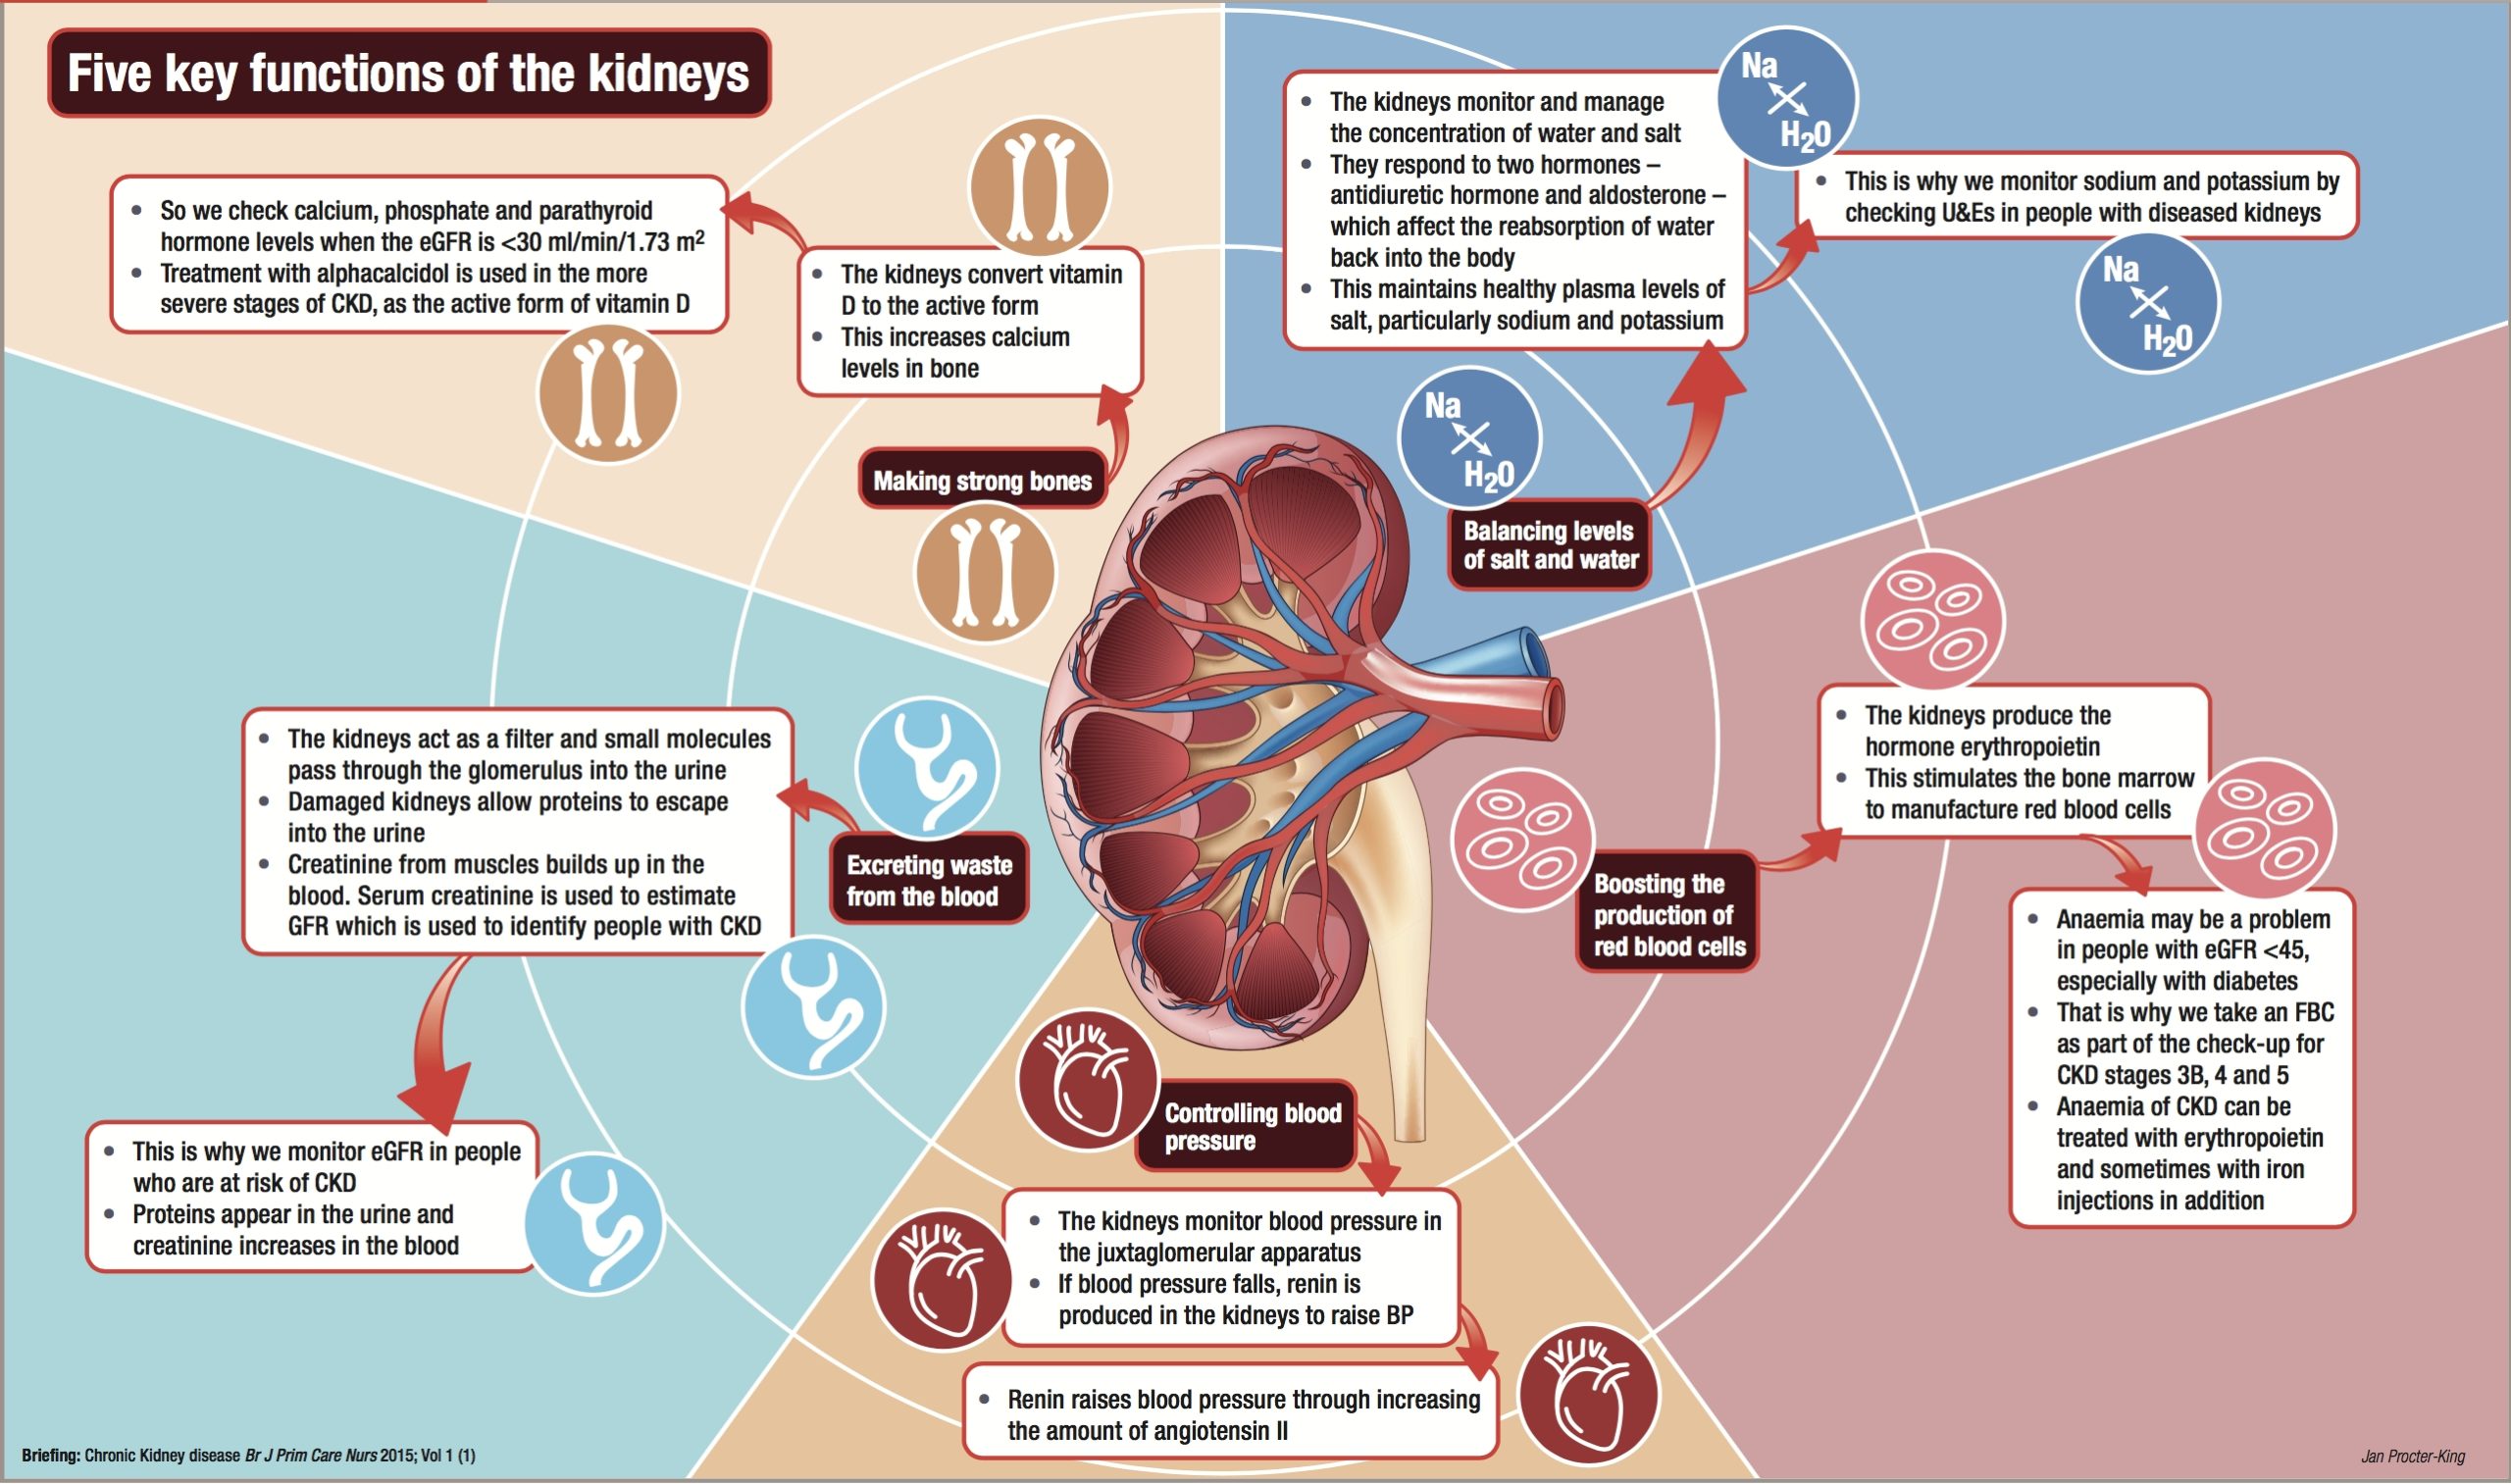 Five key functions of the kidneys
• So we check calcium, phosphate and parathyroid
hormone levels when the eGFR is <30 ml/min/1.73 m²
• Treatment with alphacalcidol is used in the more
severe stages of CKD, as the active form of vitamin D
• The kidneys convert vitamin
D to the active form
• This increases calcium
levels in bone
Making strong bones
• The kidneys monitor and manage
the concentration of water and salt
• They respond to two hormones –
antidiuretic hormone and aldosterone –
which affect the reabsorption of water
back into the body
• This maintains healthy plasma levels of
salt, particularly sodium and potassium
Na
H₂O
• This is why we monitor sodium and potassium by
checking U&Es in people with diseased kidneys
Na
H₂O
Na
H₂O
Balancing levels
of salt and water
• The kidneys act as a filter and small molecules
pass through the glomerulus into the urine
• Damaged kidneys allow proteins to escape
into the urine
• Creatinine from muscles builds up in the
blood. Serum creatinine is used to estimate
GFR which is used to identify people with CKD
Excreting waste
from the blood
• This is why we monitor eGFR in people
who are at risk of CKD
• Proteins appear in the urine and
creatinine increases in the blood
• The kidneys produce the
hormone erythropoietin
• This stimulates the bone marrow
to manufacture red blood cells
Boosting the
production of
red blood cells
• Anaemia may be a problem
in people with eGFR <45,
especially with diabetes
• That is why we take an FBC
as part of the check-up for
CKD stages 3B, 4 and 5
• Anaemia of CKD can be
treated with erythropoietin
and sometimes with iron
injections in addition
Controlling blood
pressure
• The kidneys monitor blood pressure in
the juxtaglomerular apparatus
• If blood pressure falls, renin is
produced in the kidneys to raise BP
• Renin raises blood pressure through increasing
the amount of angiotensin II
Briefing: Chronic Kidney disease Br J Prim Care Nurs 2015; Vol 1 (1)
Jan Procter-King